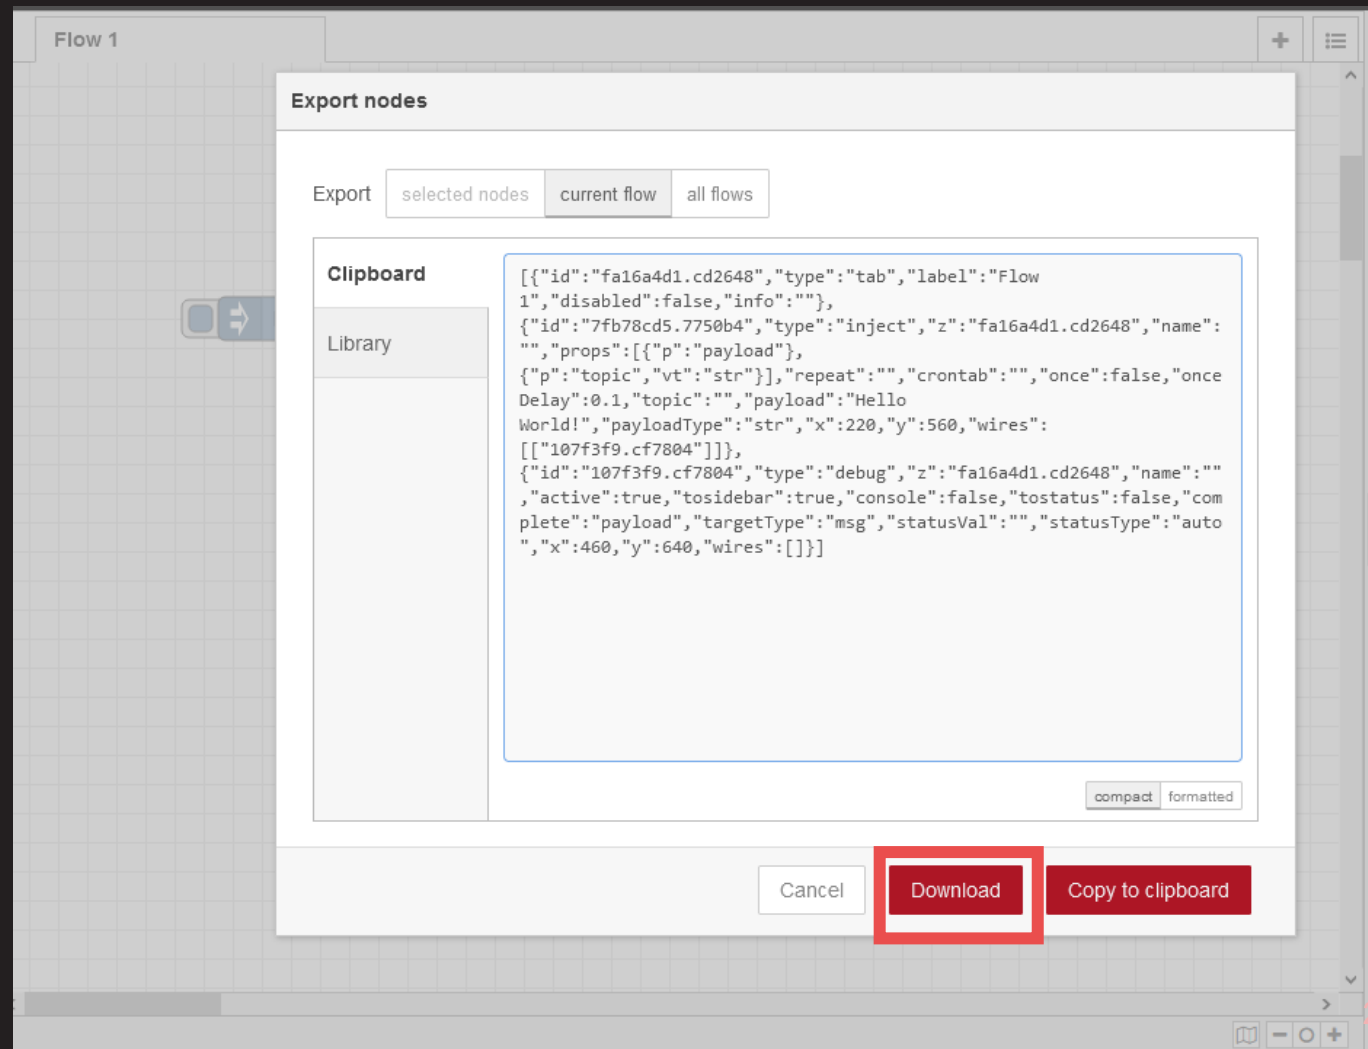 Flow 1
Export nodes
Export
selected nodes
current flow
all flows
Clipboard
Library
[{"id":"fa16a4d1.cd2648","type":"tab","label":"Flow
1","disabled":false,"info":""},
{"id":"7fb78cd5.7750b4","type":"inject","z":"fa16a4d1.cd2648","name":
"","props":[{"p":"payload"},
{"p":"topic","vt":"str"}],"repeat":"","crontab":"","once":false,"once
Delay":0.1,"topic":"","payload":"Hello
World!","payloadType":"str","x":220,"y":560,"wires":
[["107f3f9.cf7804"]]},
{"id":"107f3f9.cf7804","type":"debug","z":"fa16a4d1.cd2648","name":""
,"active":true,"tosidebar":true,"console":false,"tostatus":false,"com
plete":"payload","targetType":"msg","statusVal":"","statusType":"auto
","x":460,"y":640,"wires":[]}]
compact
formatted
Cancel
Download
Copy to clipboard